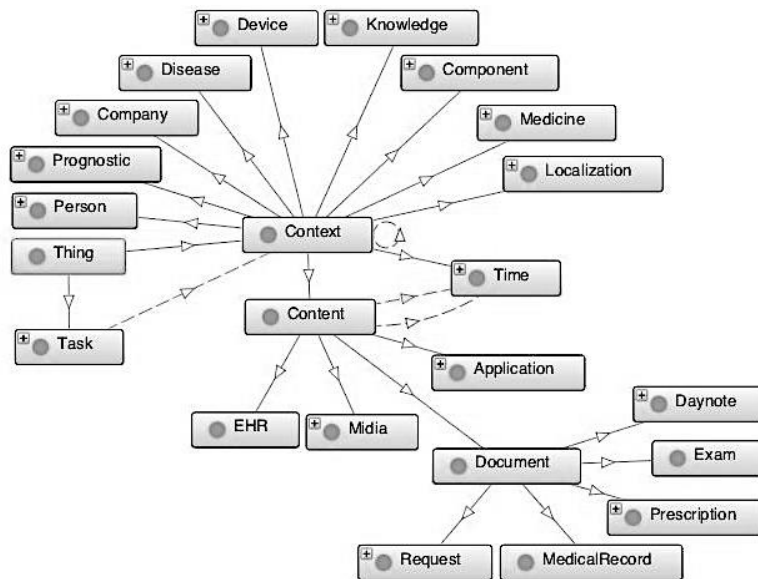 Device
Knowledge
Disease
Component
Company
Medicine
Prognostic
Localization
Person
Context
Thing
Time
Content
Task
Application
EHR
Midia
Daynote
Document
Exam
Prescription
Request
MedicalRecord